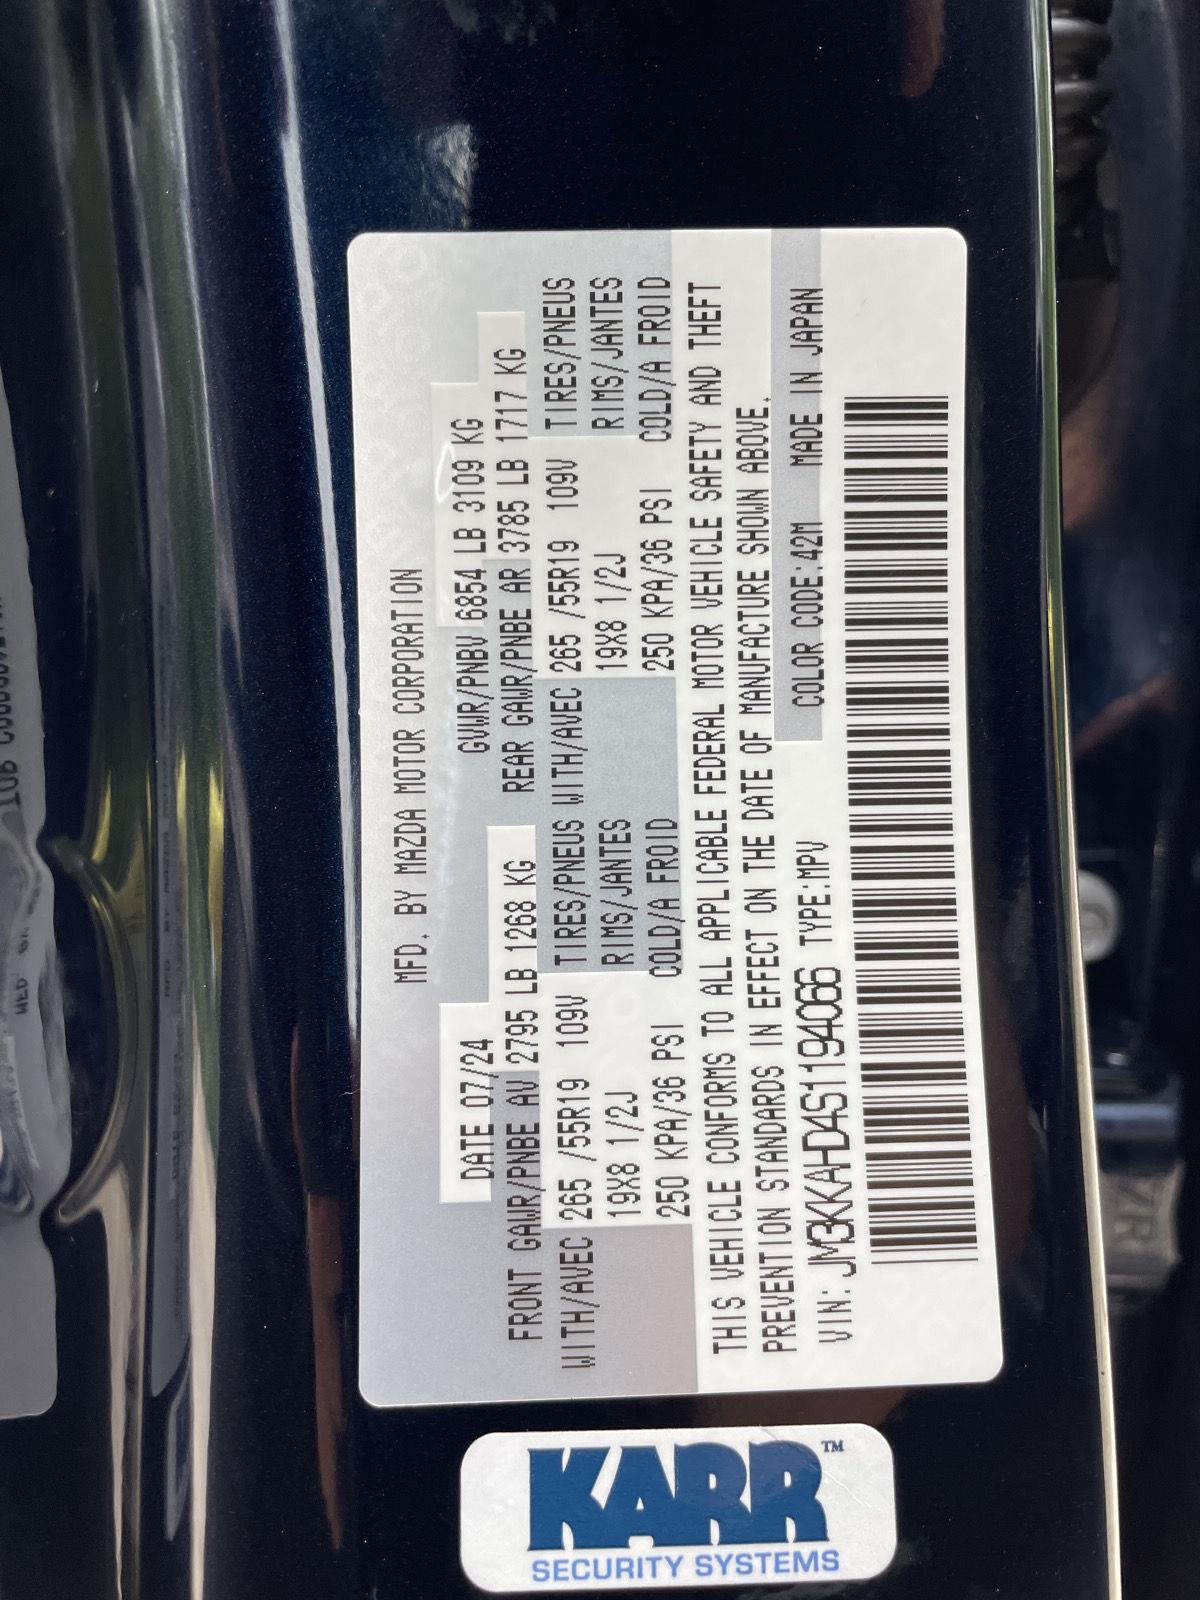 MFD. BY MAZDA MOTOR CORPORATION
DATE 07/24 GVWR/PNBV 6854 LB 3109 KG
FRONT GAWR/PNBE AV 2795 LB 1268 KG REAR GAWR/PNBE AR 3785 LB 1717 KG
WITH/AVEC 265 /55R19 109V TIRES/PNEUS WITH/AVEC 265 /55R19 109V TIRES/PNEUS
19X8 1/2J RIMS/JANTES 19X8 1/2J RIMS/JANTES
250 KPA/36 PSI COLD/A FROID 250 KPA/36 PSI COLD/A FROID
THIS VEHICLE CONFORMS TO ALL APPLICABLE FEDERAL MOTOR VEHICLE SAFETY AND THEFT
PREVENTION STANDARDS IN EFFECT ON THE DATE OF MANUFACTURE SHOWN ABOVE.
VIN: JM3KKAHD4S1194066 TYPE:MPV COLOR CODE:42M MADE IN JAPAN
KARR™
SECURITY SYSTEMS